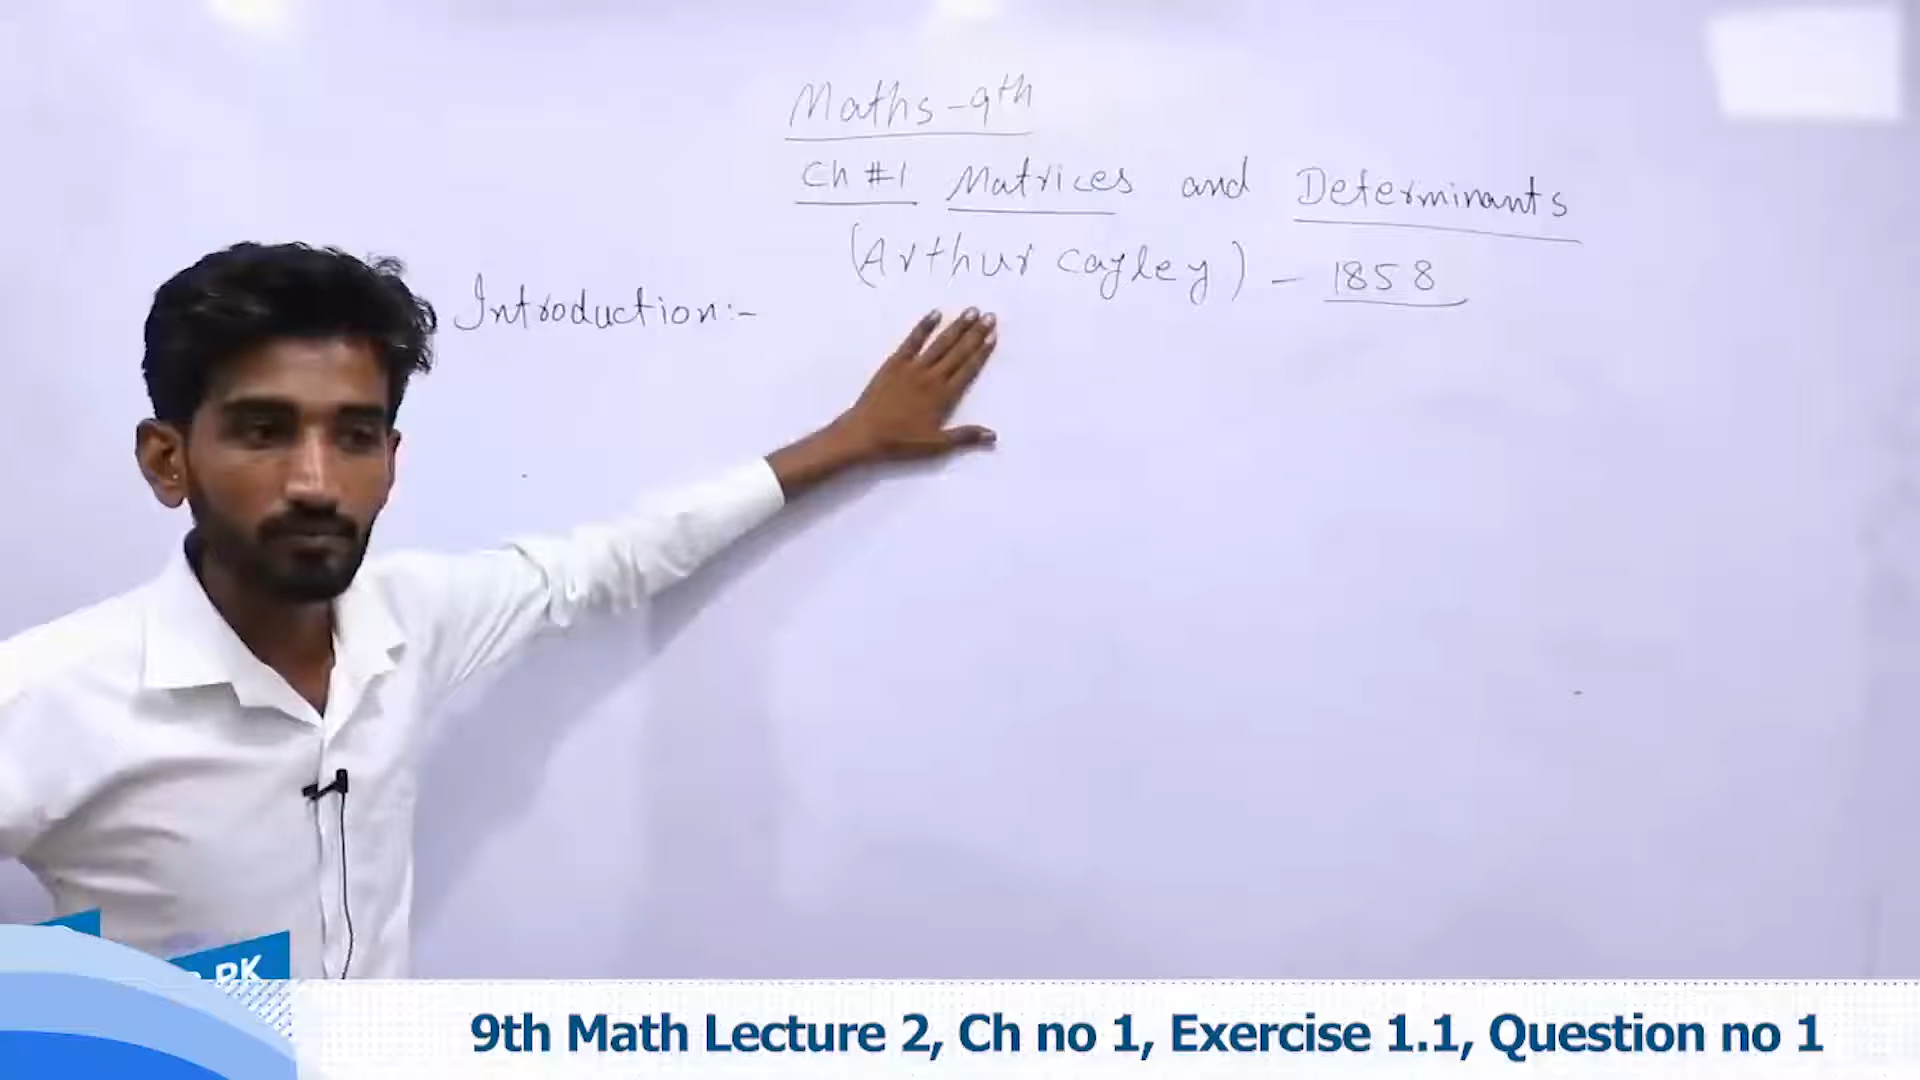 Maths-9th
Ch #1 Matrices and Determinants
(Arthur Cayley) - 1858
Introduction:-
PK
9th Math Lecture 2, Ch no 1, Exercise 1.1, Question no 1